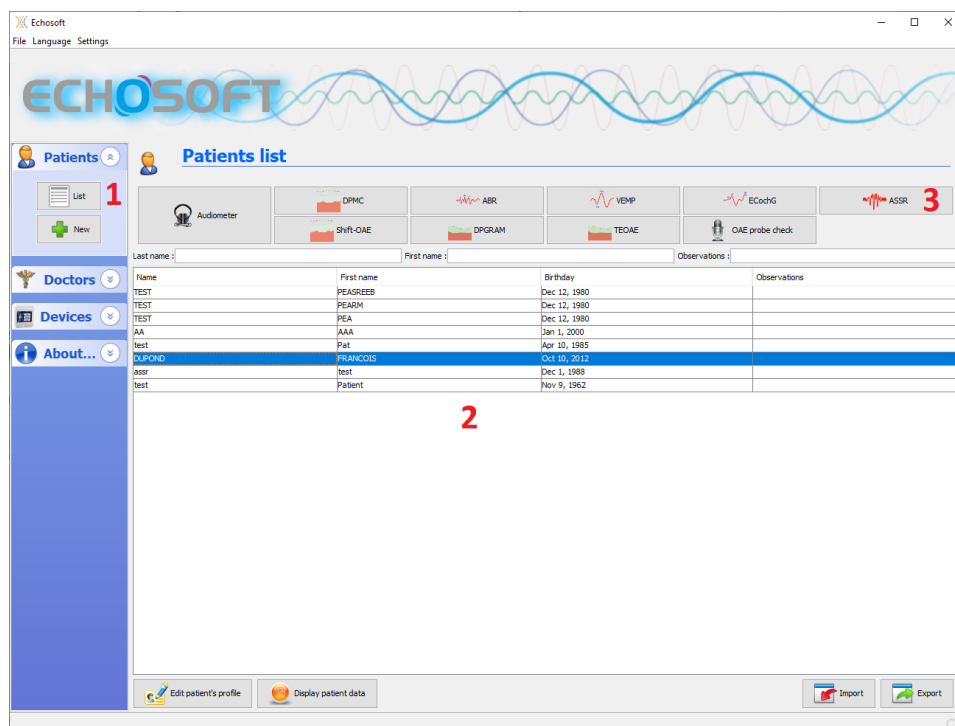 Echosoft
File Language Settings
ECHOSOFT
Patients
Patients list
List 1
New
Audiometer
DPMC
ABR
VEMP
ECochG
ASSR 3
Shift-OAE
DPGRAM
TEOAE
OAE probe check
Last name : First name : Observations :
Doctors
Devices
About...
Name First name Birthday Observations
TEST PEASREEB Dec 12, 1980
TEST PEARM Dec 12, 1980
TEST PEA Dec 12, 1980
AA AAA Jan 1, 2000
test Pat Apr 10, 1985
DUPOND FRANCOIS Oct 10, 2012
assr test Dec 1, 1988
test Patient Nov 9, 1962
2
Edit patient's profile Display patient data Import Export